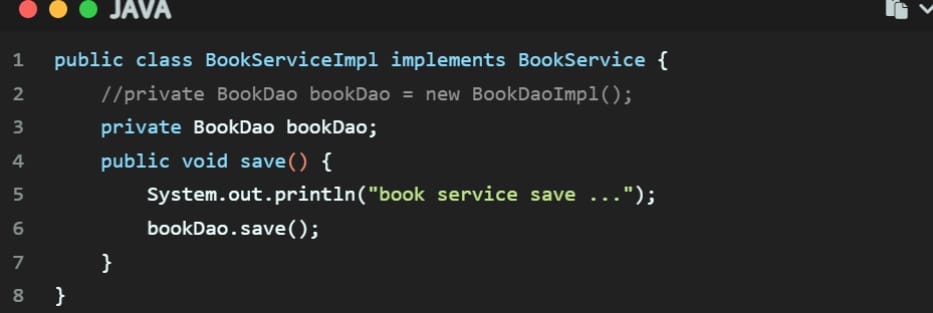 JAVA
1 public class BookServiceImpl implements BookService {
2     //private BookDao bookDao = new BookDaoImpl();
3     private BookDao bookDao;
4     public void save() {
5         System.out.println("book service save ...");
6         bookDao.save();
7     }
8 }